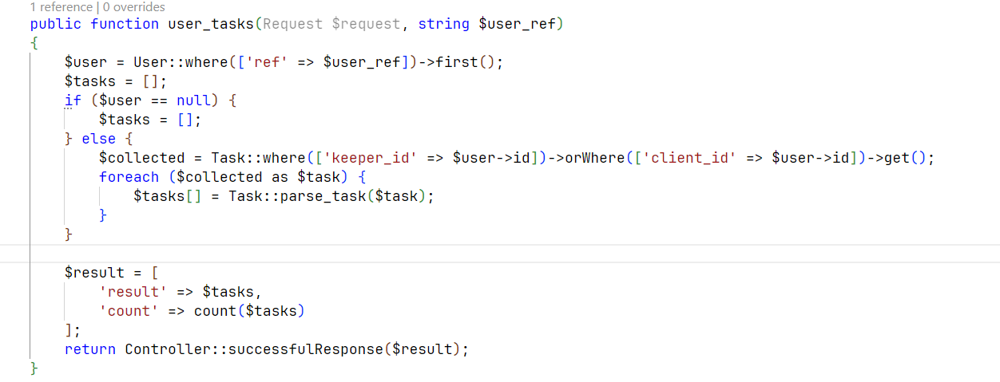 1 reference | 0 overrides
public function user_tasks(Request $request, string $user_ref)
{
    $user = User::where(['ref' => $user_ref])->first();
    $tasks = [];
    if ($user == null) {
        $tasks = [];
    } else {
        $collected = Task::where(['keeper_id' => $user->id])->orWhere(['client_id' => $user->id])->get();
        foreach ($collected as $task) {
            $tasks[] = Task::parse_task($task);
        }
    }
    $result = [
        'result' => $tasks,
        'count' => count($tasks)
    ];
    return Controller::successfulResponse($result);
}